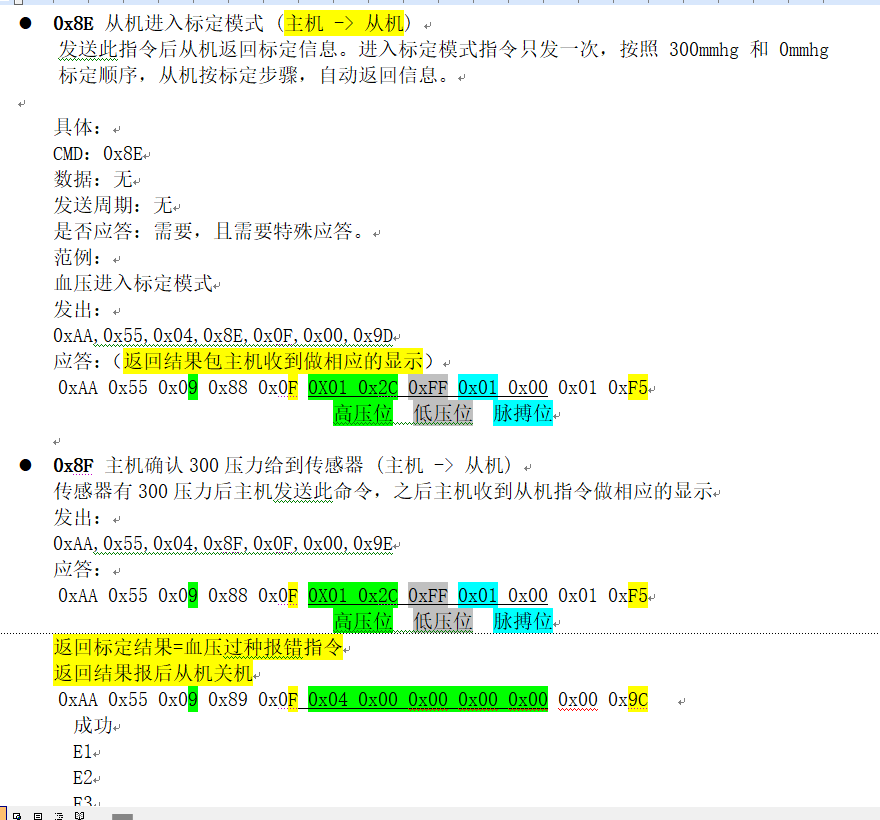 ● 0x8E 从机进入标定模式 (主机 -> 从机)
发送此指令后从机返回标定信息。进入标定模式指令只发一次，按照 300mmhg 和 0mmhg
标定顺序，从机按标定步骤，自动返回信息。
具体：
CMD：0x8E
数据：无
发送周期：无
是否应答：需要，且需要特殊应答。
范例：
血压进入标定模式
发出：
0xAA,0x55,0x04,0x8E,0x0F,0x00,0x9D
应答：（返回结果包主机收到做相应的显示）
0xAA 0x55 0x09 0x88 0x0F 0X01 0x2C 0xFF 0x01 0x00 0x01 0xF5
高压位 低压位 脉搏位
● 0x8F 主机确认300压力给到传感器 (主机 -> 从机)
传感器有300压力后主机发送此命令，之后主机收到从机指令做相应的显示
发出：
0xAA,0x55,0x04,0x8F,0x0F,0x00,0x9E
应答：
0xAA 0x55 0x09 0x88 0x0F 0X01 0x2C 0xFF 0x01 0x00 0x01 0xF5
高压位 低压位 脉搏位
返回标定结果=血压过种报错指令
返回结果报后从机关机
0xAA 0x55 0x09 0x89 0x0F 0x04 0x00 0x00 0x00 0x00 0x00 0x9C
成功
E1
E2
E3